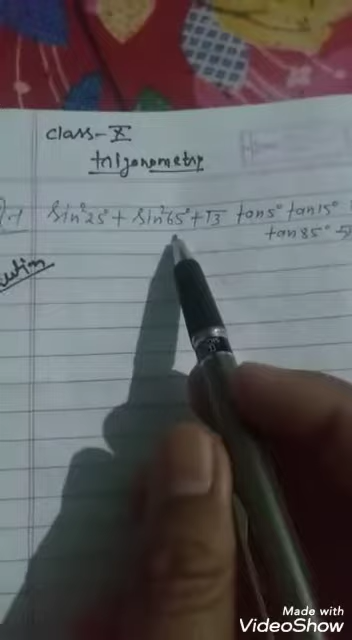 class-X
trigonometry
Sin²25° + Sin²65° + √3 tan5° tan15°
tan85°
Made with
VideoShow